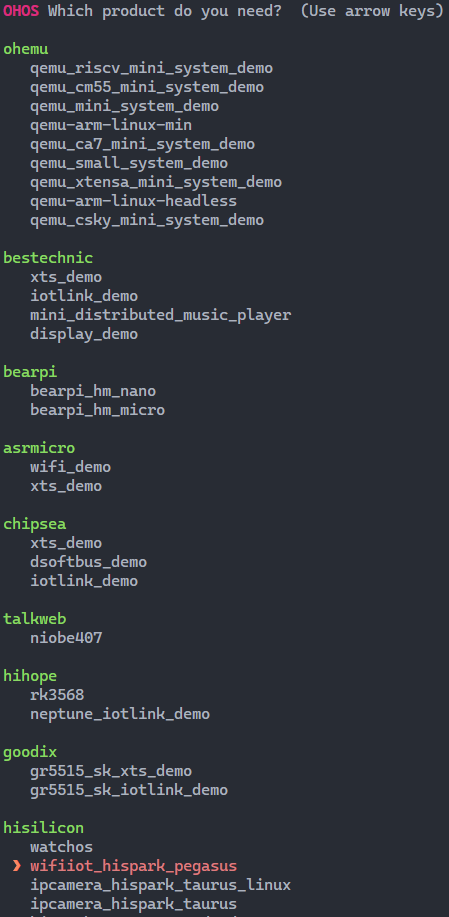 OHOS Which product do you need?  (Use arrow keys)
ohemu
qemu_riscv_mini_system_demo
qemu_cm55_mini_system_demo
qemu_mini_system_demo
qemu-arm-linux-min
qemu_ca7_mini_system_demo
qemu_small_system_demo
qemu_xtensa_mini_system_demo
qemu-arm-linux-headless
qemu_csky_mini_system_demo
bestechnic
xts_demo
iotlink_demo
mini_distributed_music_player
display_demo
bearpi
bearpi_hm_nano
bearpi_hm_micro
asrmicro
wifi_demo
xts_demo
chipsea
xts_demo
dsoftbus_demo
iotlink_demo
talkweb
niobe407
hihope
rk3568
neptune_iotlink_demo
goodix
gr5515_sk_xts_demo
gr5515_sk_iotlink_demo
hisilicon
watchos
❯ wifiiot_hispark_pegasus
ipcamera_hispark_taurus_linux
ipcamera_hispark_taurus